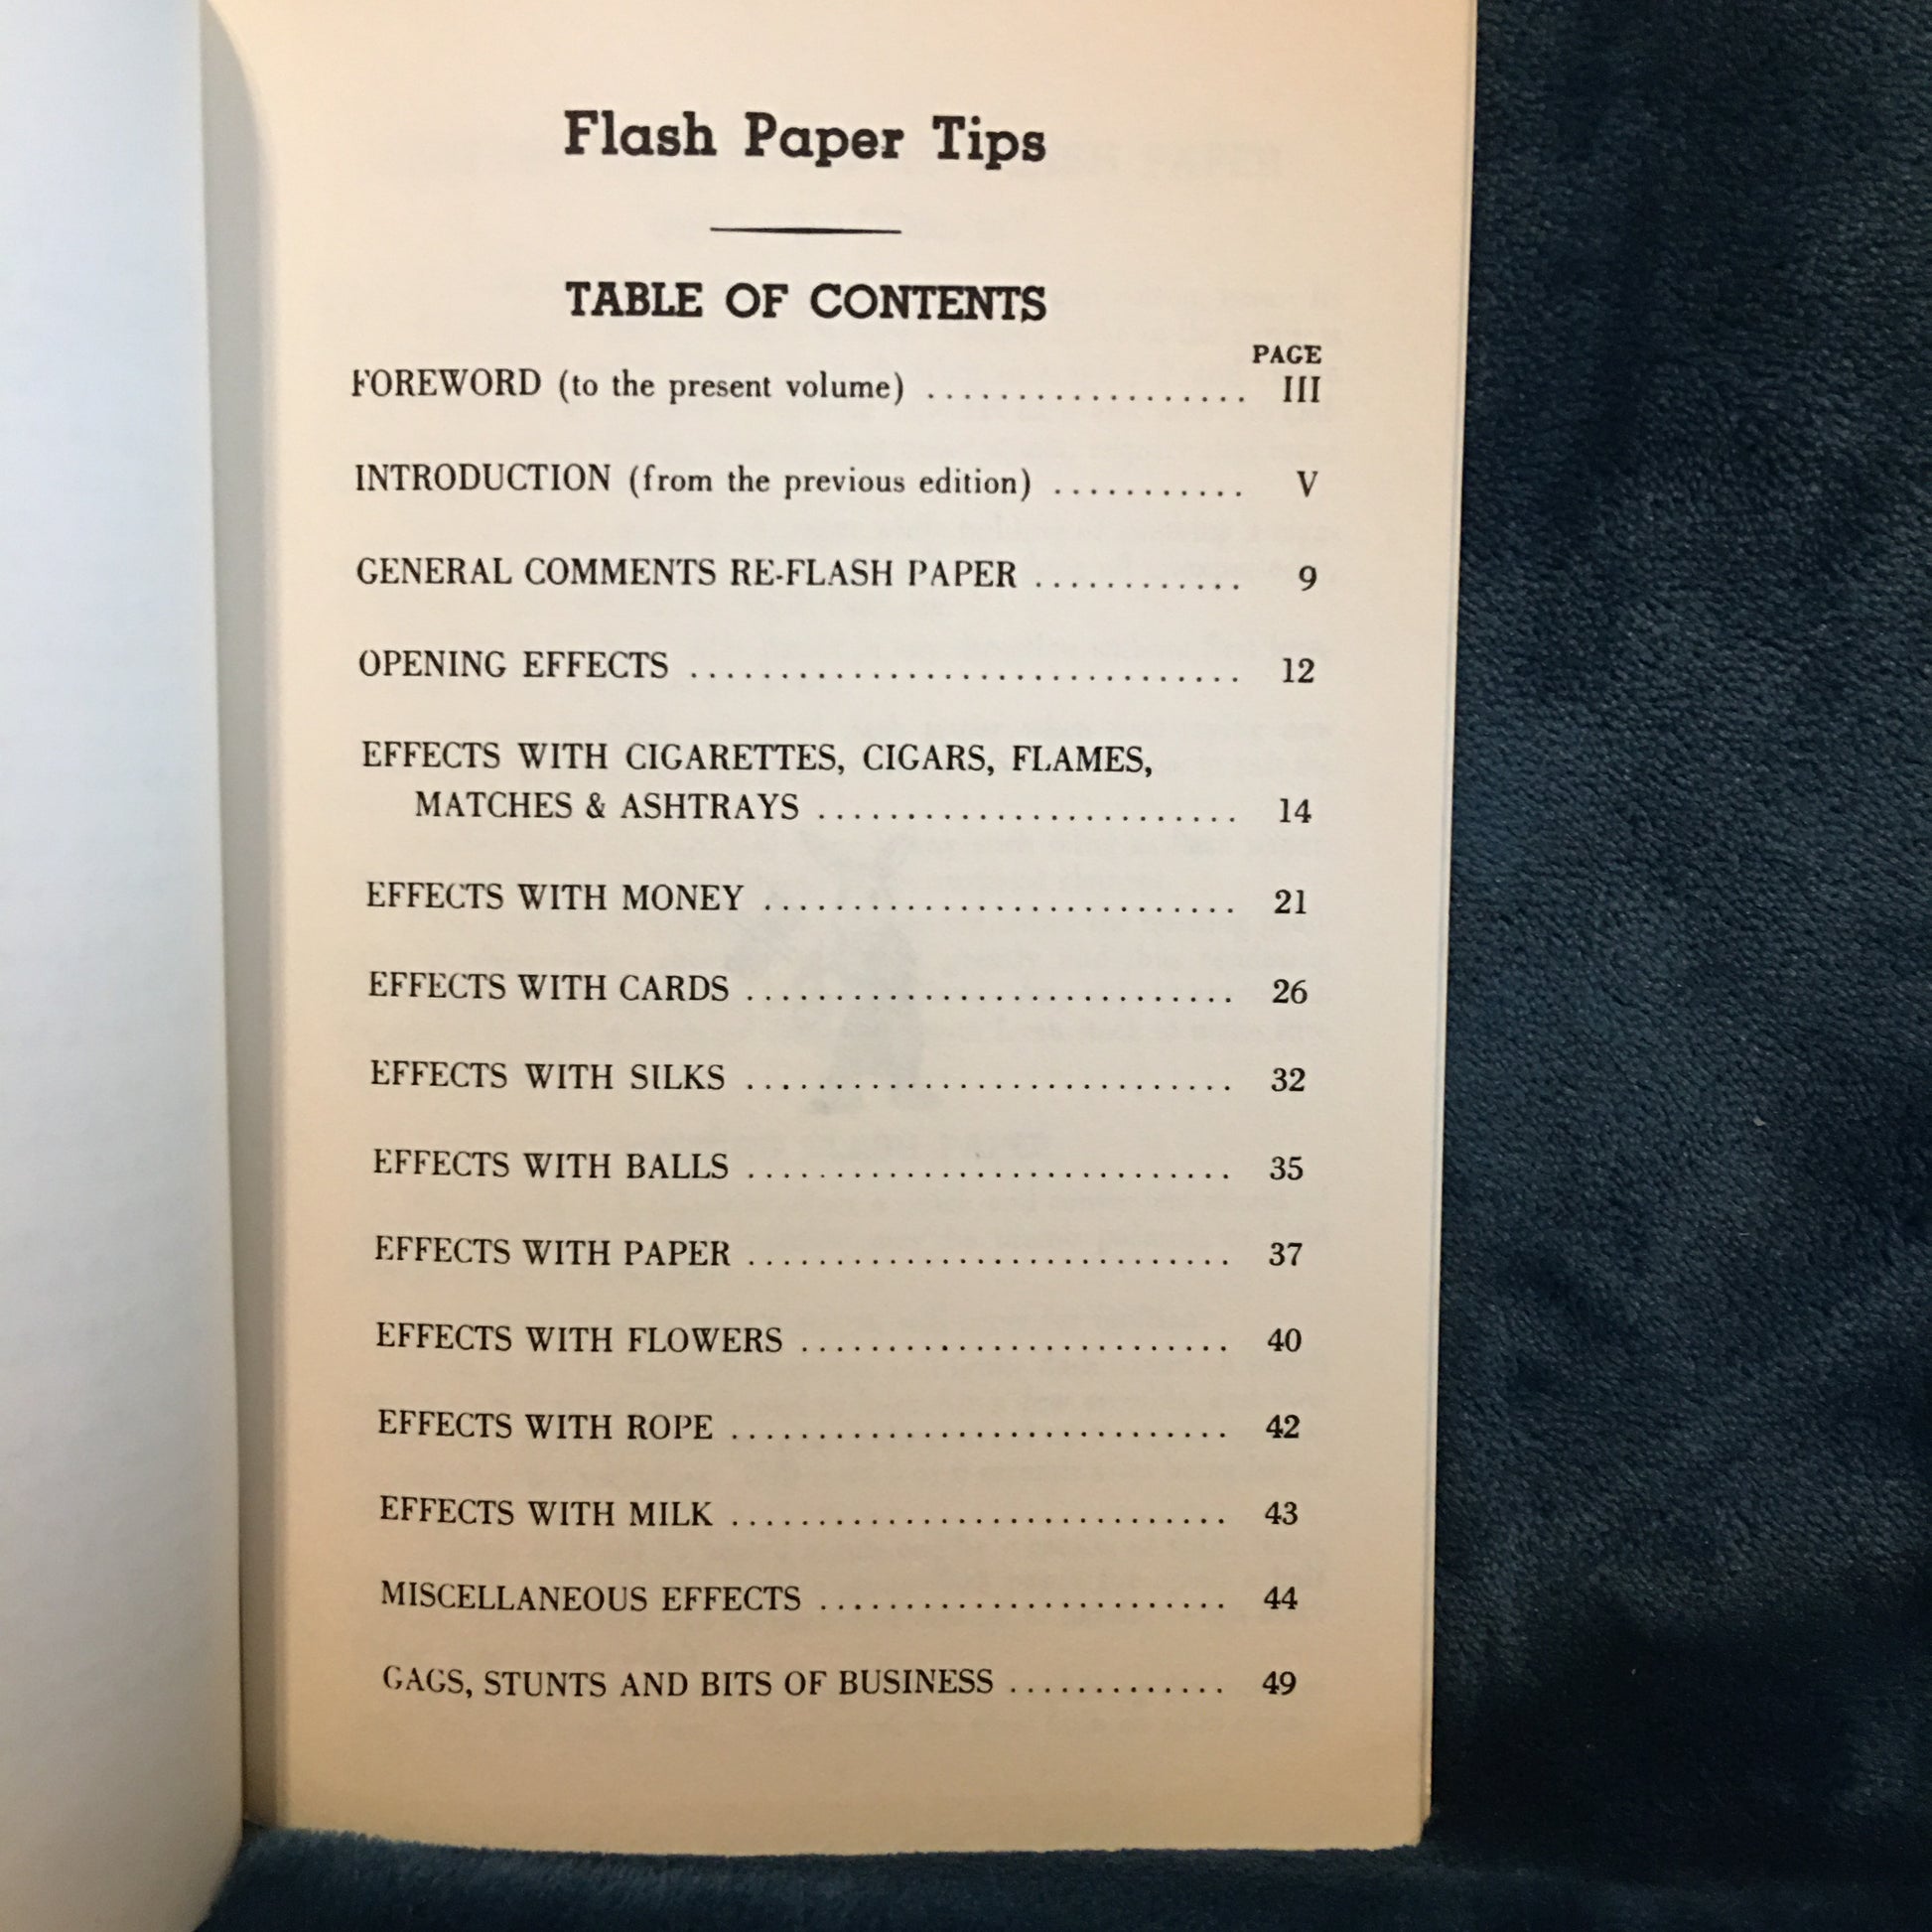 Flash Paper Tips
TABLE OF CONTENTS
PAGE
FOREWORD (to the present volume) .................. III
INTRODUCTION (from the previous edition) ........... V
GENERAL COMMENTS RE-FLASH PAPER ............ 9
OPENING EFFECTS ............................... 12
EFFECTS WITH CIGARETTES, CIGARS, FLAMES,
MATCHES & ASHTRAYS ........................ 14
EFFECTS WITH MONEY ........................... 21
EFFECTS WITH CARDS ............................ 26
EFFECTS WITH SILKS ............................ 32
EFFECTS WITH BALLS ............................ 35
EFFECTS WITH PAPER ............................ 37
EFFECTS WITH FLOWERS ......................... 40
EFFECTS WITH ROPE ............................. 42
EFFECTS WITH MILK ............................. 43
MISCELLANEOUS EFFECTS ........................ 44
GAGS, STUNTS AND BITS OF BUSINESS ............. 49